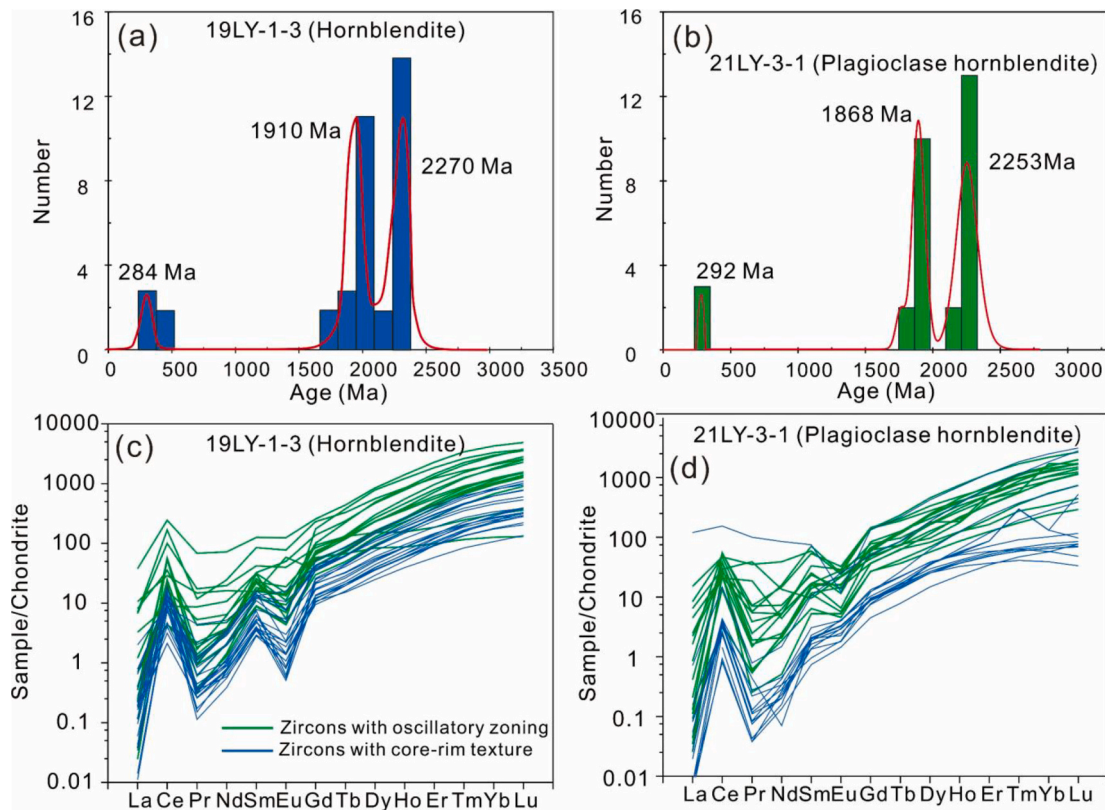 (a)
19LY-1-3 (Hornblendite)
16
12
8
4
0
Number
1910 Ma
2270 Ma
284 Ma
0 500 1000 1500 2000 2500 3000 3500
Age (Ma)
(b)
21LY-3-1 (Plagioclase hornblendite)
16
12
8
4
0
Number
1868 Ma
2253Ma
292 Ma
0 500 1000 1500 2000 2500 3000
Age (Ma)
(c)
19LY-1-3 (Hornblendite)
10000
1000
100
10
1
0.1
0.01
Sample/Chondrite
Zircons with oscillatory zoning
Zircons with core-rim texture
La Ce Pr Nd Sm Eu Gd Tb Dy Ho Er Tm Yb Lu
21LY-3-1 (Plagioclase hornblendite)
(d)
10000
1000
100
10
1
0.1
0.01
Sample/Chondrite
La Ce Pr Nd Sm Eu Gd Tb Dy Ho Er Tm Yb Lu